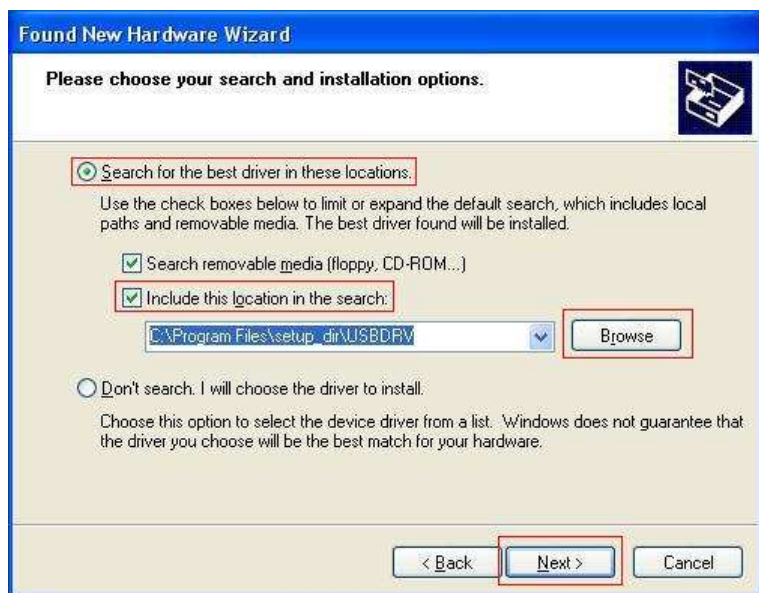 Found New Hardware Wizard
Please choose your search and installation options.
Search for the best driver in these locations.
Use the check boxes below to limit or expand the default search, which includes local
paths and removable media. The best driver found will be installed.
Search removable media (floppy, CD-ROM...)
Include this location in the search:
C:\Program Files\setup_dir\USBDRV
Browse
Don't search. I will choose the driver to install.
Choose this option to select the device driver from a list. Windows does not guarantee that
the driver you choose will be the best match for your hardware.
< Back
Next >
Cancel